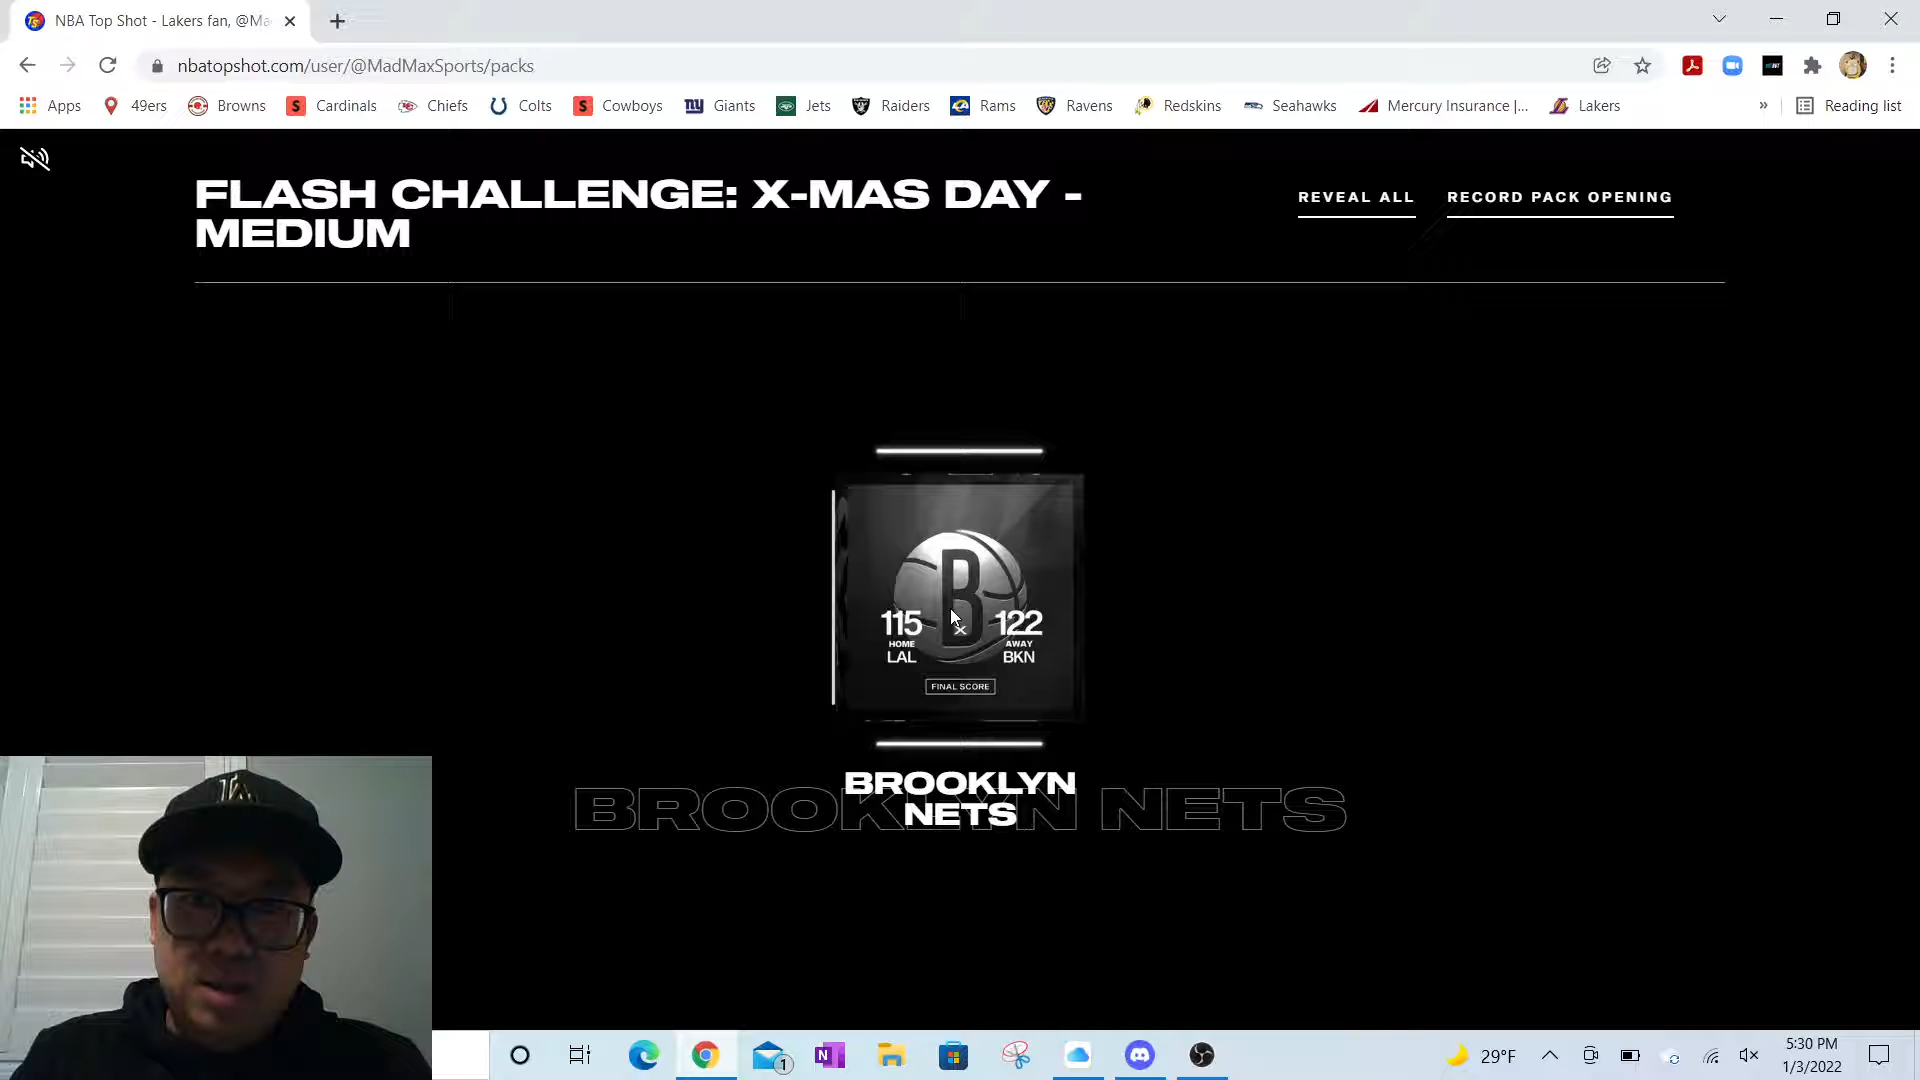 NBA Top Shot - Lakers fan, @Ma
nbatopshot.com/user/@MadMaxSports/packs
Apps 49ers Browns Cardinals Chiefs Colts Cowboys Giants Jets Raiders Rams Ravens Redskins Seahawks Mercury Insurance |... Lakers » Reading list
FLASH CHALLENGE: X-MAS DAY -
MEDIUM
REVEAL ALL RECORD PACK OPENING
B
115 x 122
HOME AWAY
LAL BKN
FINAL SCORE
BROOKLYN
NETS
BROOKLYN NETS
LA
1
29°F
5:30 PM
1/3/2022